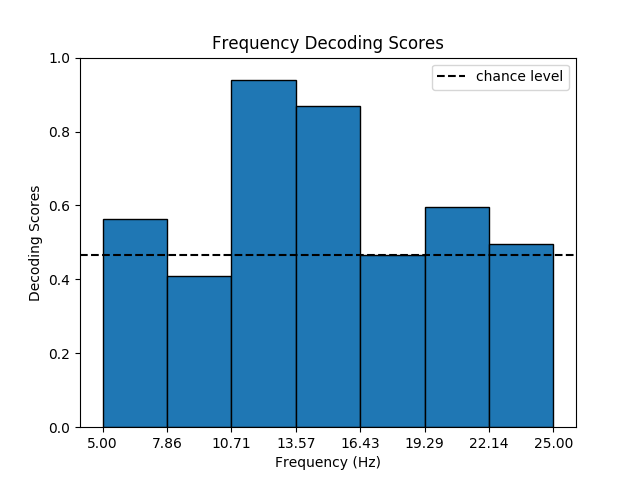 Frequency Decoding Scores
chance level
1.0
0.8
0.6
0.4
0.2
0.0
Decoding Scores
5.00 7.86 10.71 13.57 16.43 19.29 22.14 25.00
Frequency (Hz)